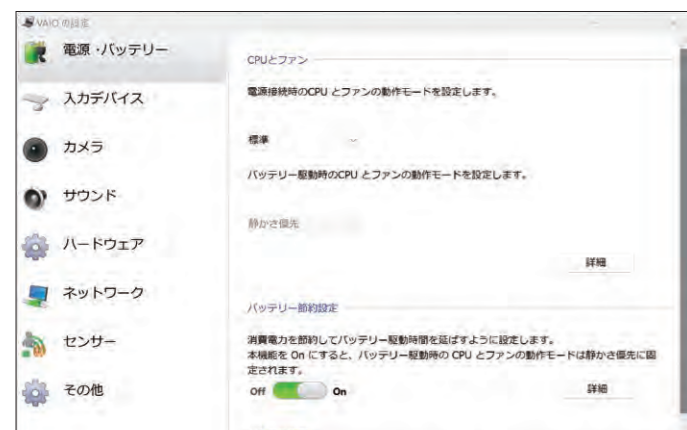 VAIO の設定
電源・バッテリー
入力デバイス
カメラ
サウンド
ハードウェア
ネットワーク
センサー
その他
CPUとファン
電源接続時のCPU とファンの動作モードを設定します。
標準
バッテリー駆動時のCPU とファンの動作モードを設定します。
静かさ優先
詳細
バッテリー節約設定
消費電力を節約してバッテリー駆動時間を延ばすように設定します。
本機能を On にすると、バッテリー駆動時の CPU とファンの動作モードは静かさ優先に固
定されます。
Off On
詳細